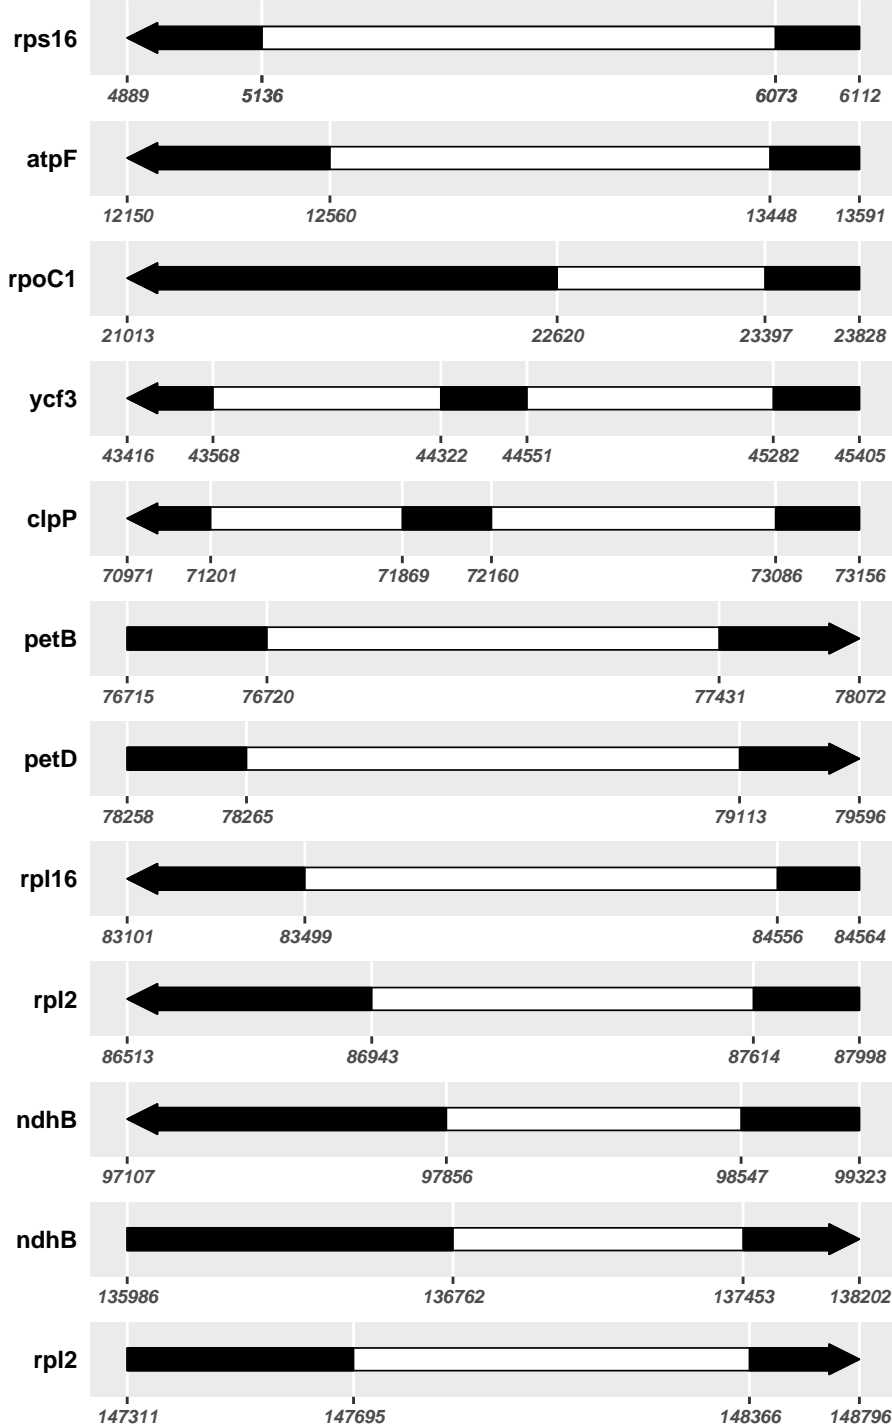 rps16
4889 5136 6073 6112
atpF
12150 12560 13448 13591
rpoC1
21013 22620 23397 23828
ycf3
43416 43568 44322 44551 45282 45405
clpP
70971 71201 71869 72160 73086 73156
petB
76715 76720 77431 78072
petD
78258 78265 79113 79596
rpl16
83101 83499 84556 84564
rpl2
86513 86943 87614 87998
ndhB
97107 97856 98547 99323
ndhB
135986 136762 137453 138202
rpl2
147311 147695 148366 148796